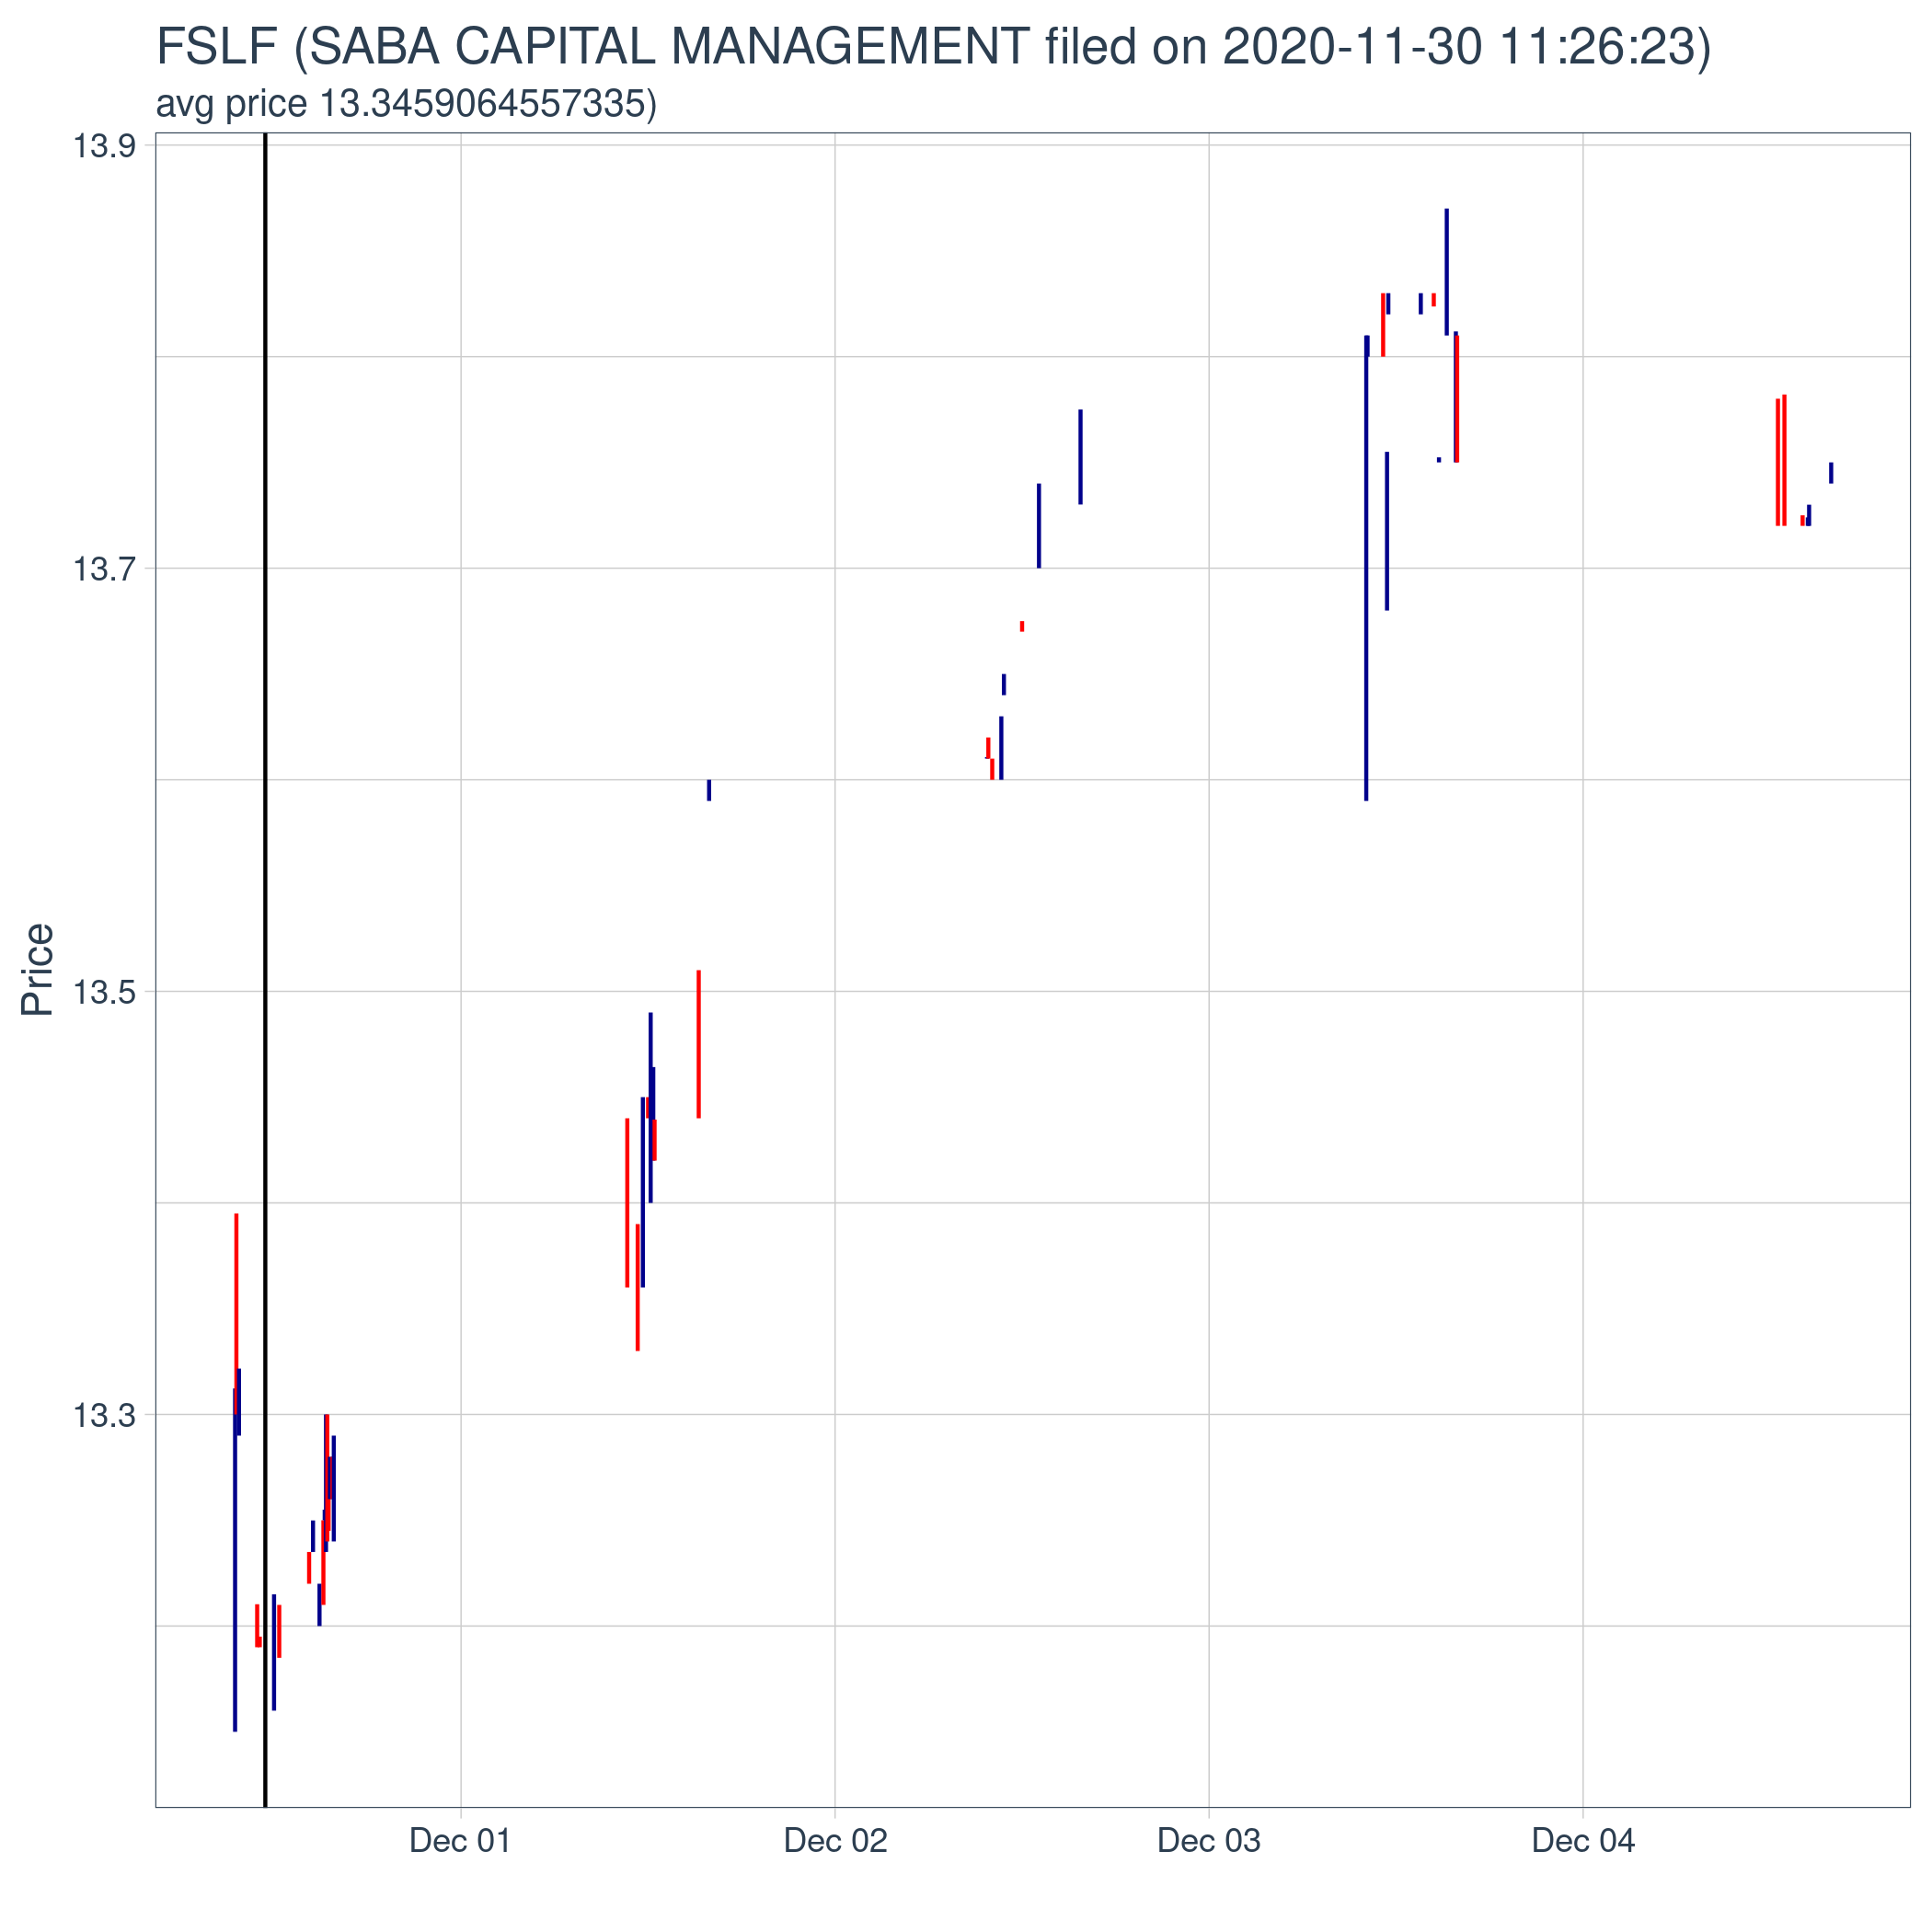 FSLF (SABA CAPITAL MANAGEMENT filed on 2020-11-30 11:26:23)
avg price 13.3459064557335)
13.9
13.7
13.5
13.3
Price
Dec 01
Dec 02
Dec 03
Dec 04